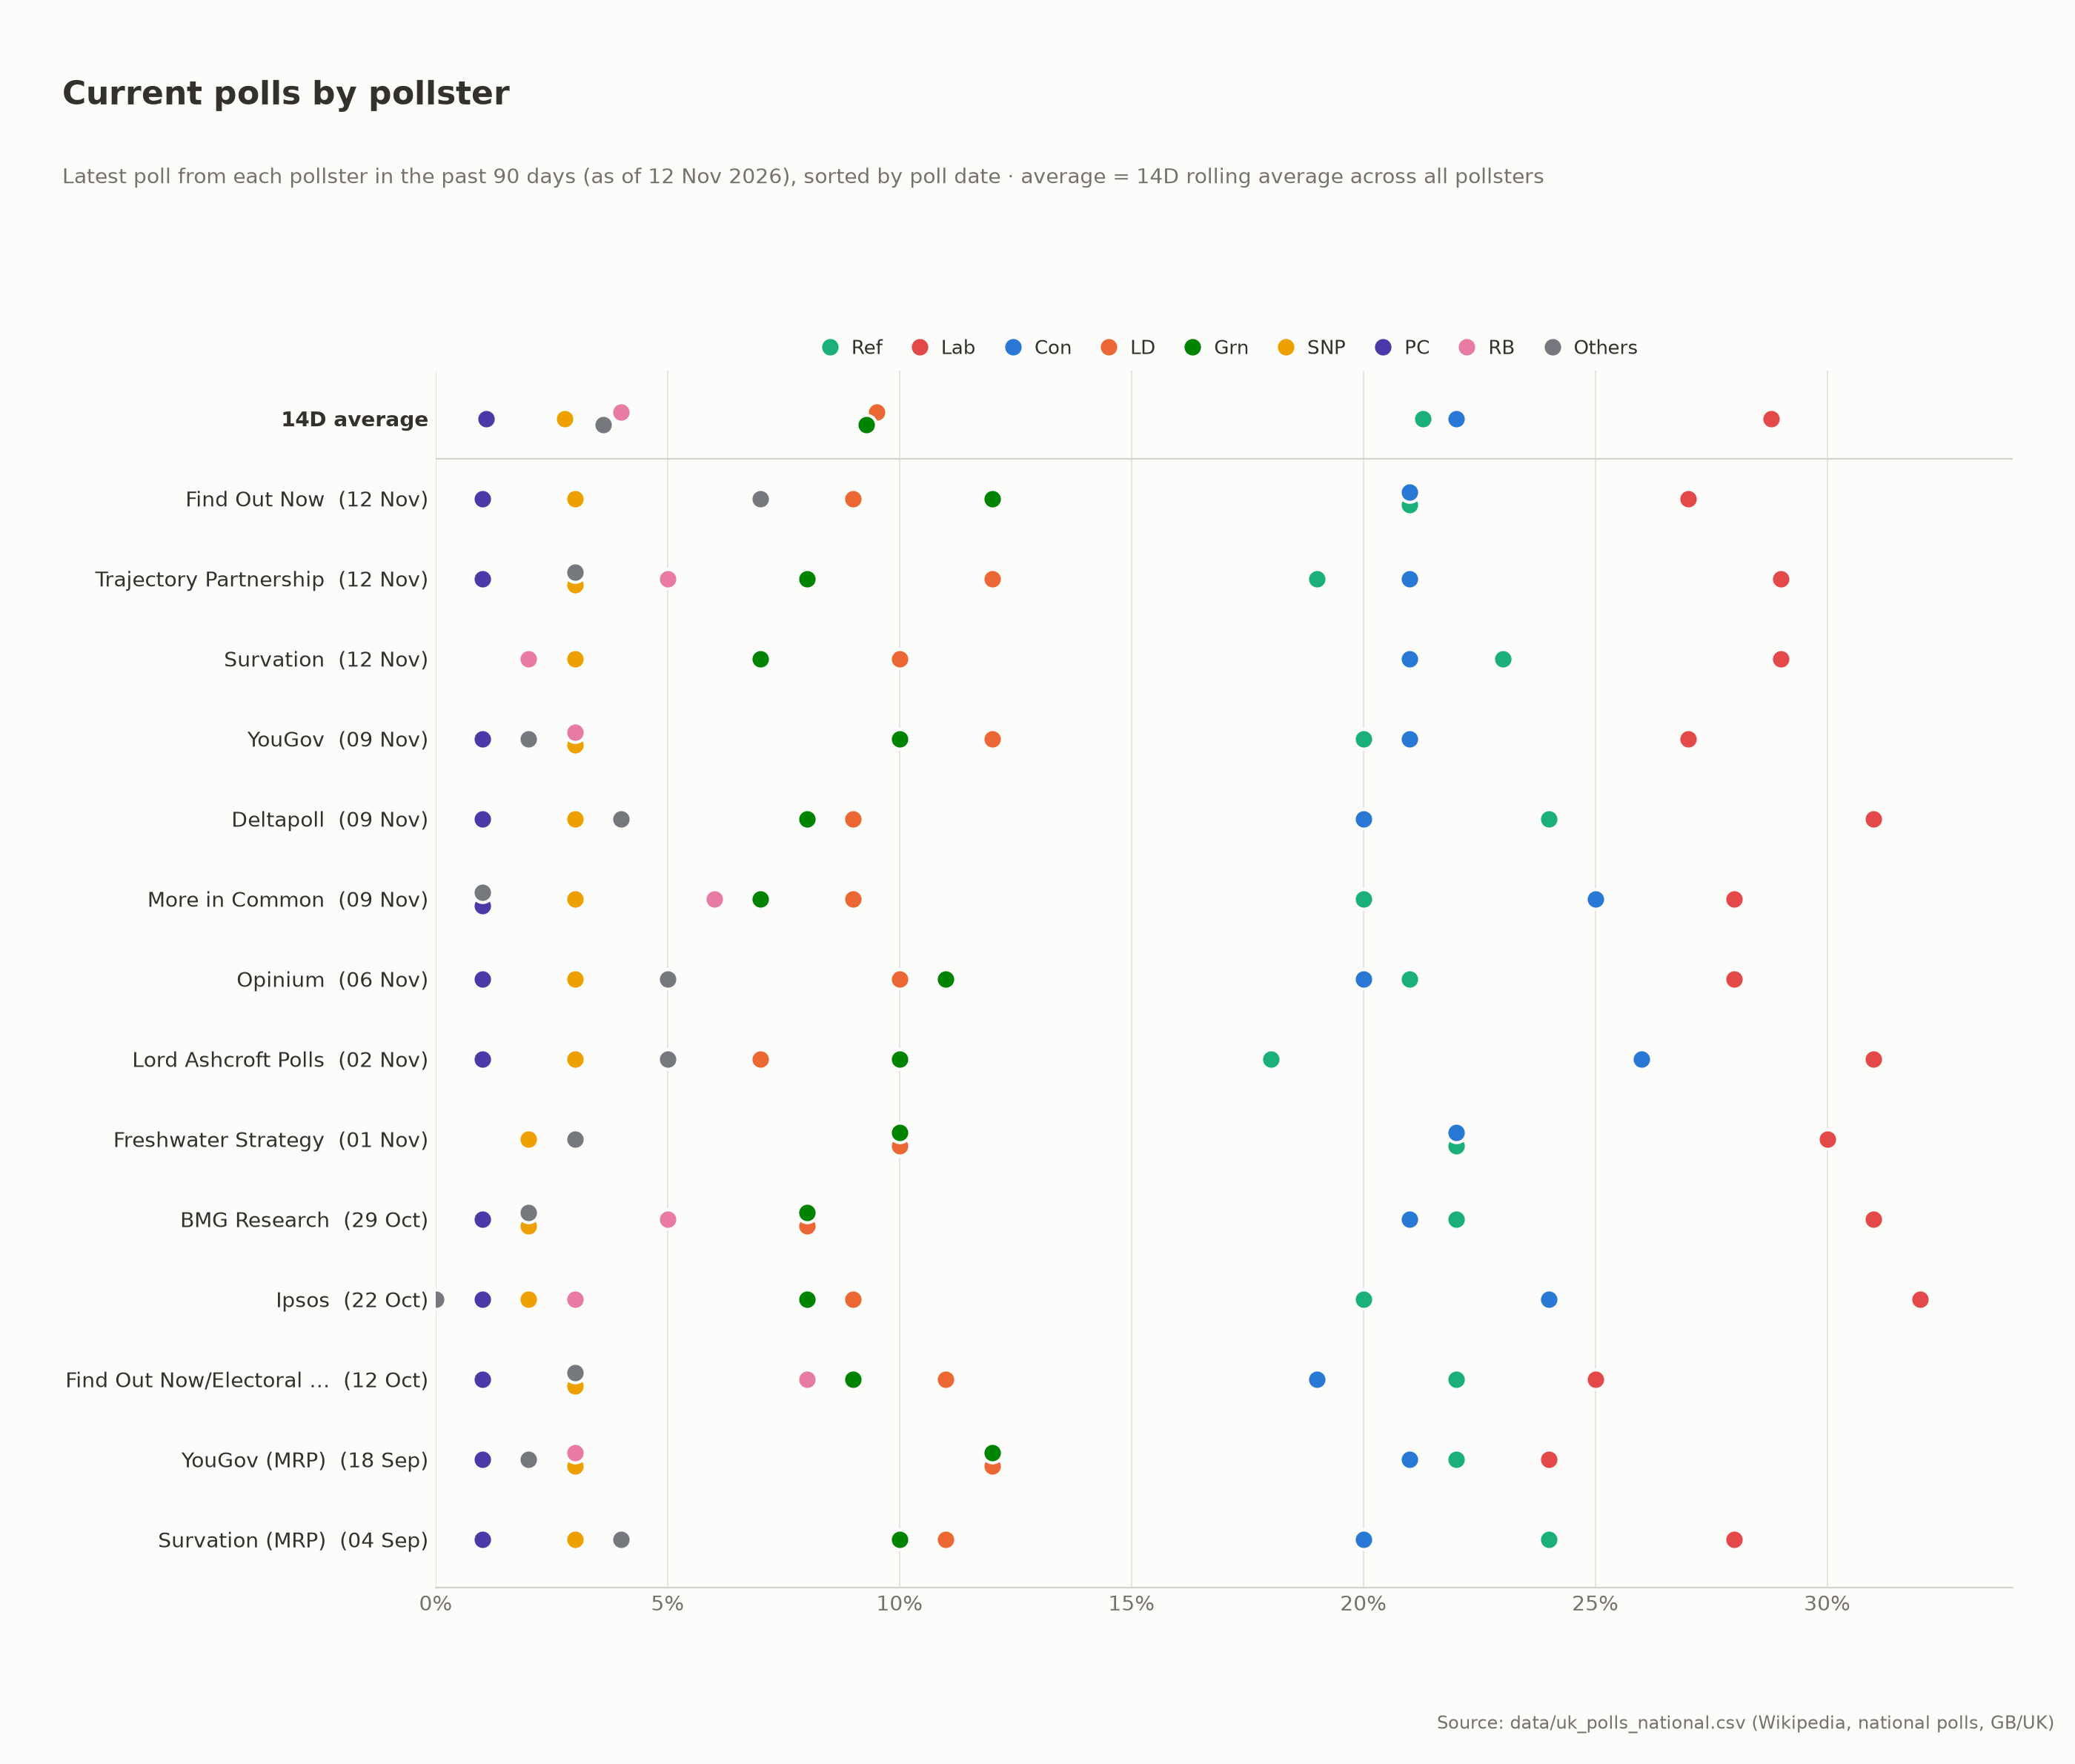 Current polls by pollster
Latest poll from each pollster in the past 90 days (as of 12 Nov 2026), sorted by poll date · average = 14D rolling average across all pollsters
Ref Lab Con LD Grn SNP PC RB Others
14D average
Find Out Now (12 Nov)
Trajectory Partnership (12 Nov)
Survation (12 Nov)
YouGov (09 Nov)
Deltapoll (09 Nov)
More in Common (09 Nov)
Opinium (06 Nov)
Lord Ashcroft Polls (02 Nov)
Freshwater Strategy (01 Nov)
BMG Research (29 Oct)
Ipsos (22 Oct)
Find Out Now/Electoral … (12 Oct)
YouGov (MRP) (18 Sep)
Survation (MRP) (04 Sep)
0% 5% 10% 15% 20% 25% 30%
Source: data/uk_polls_national.csv (Wikipedia, national polls, GB/UK)